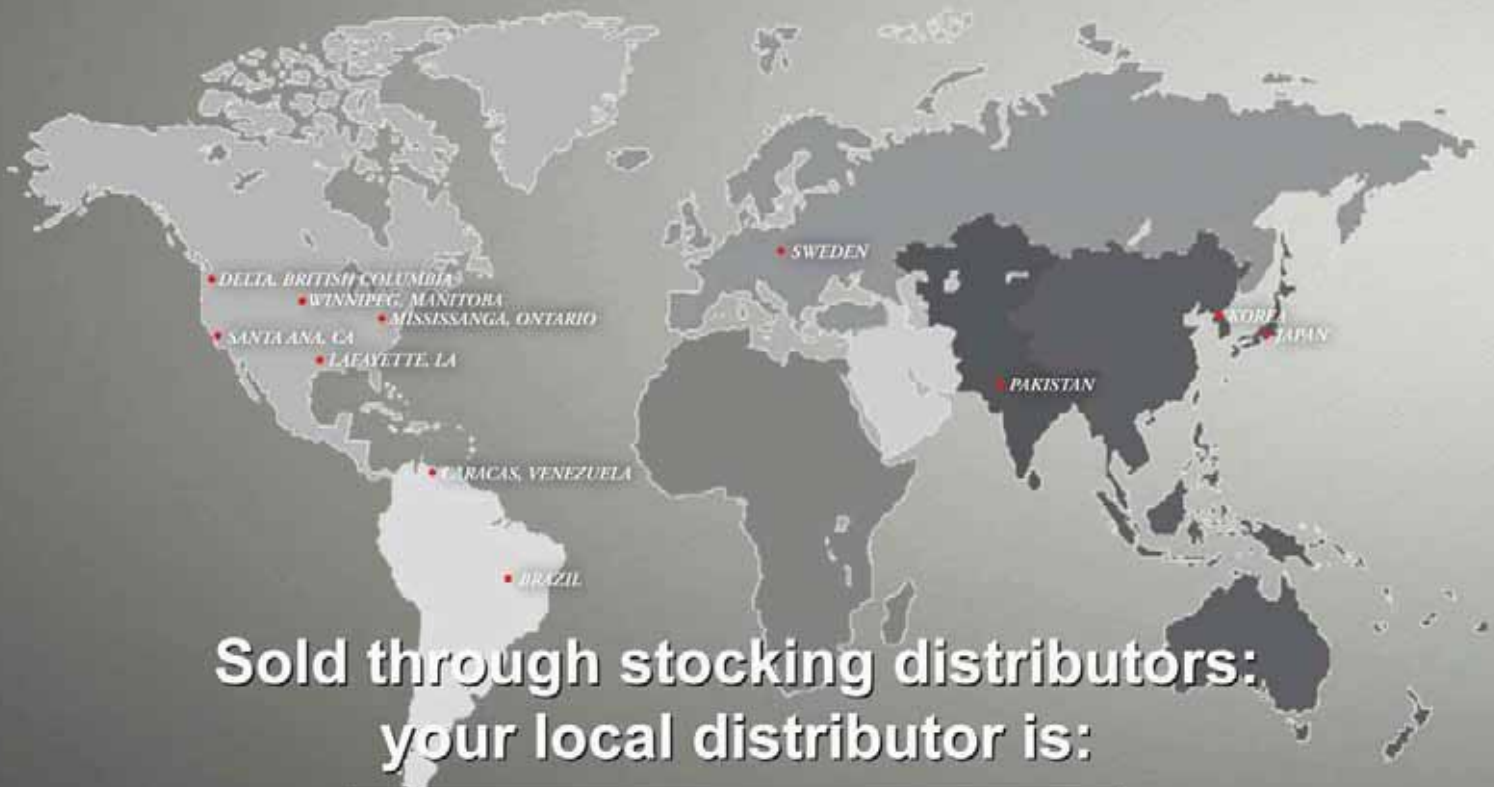 SWEDEN
DELTA, BRITISH COLUMBIA
WINNIPEG, MANITOBA
MISSISSANGA, ONTARIO
KOREA
SANTA ANA, CA
JAPAN
LAFAYETTE, LA
PAKISTAN
CARACAS, VENEZUELA
BRAZIL
Sold through stocking distributors:
your local distributor is: